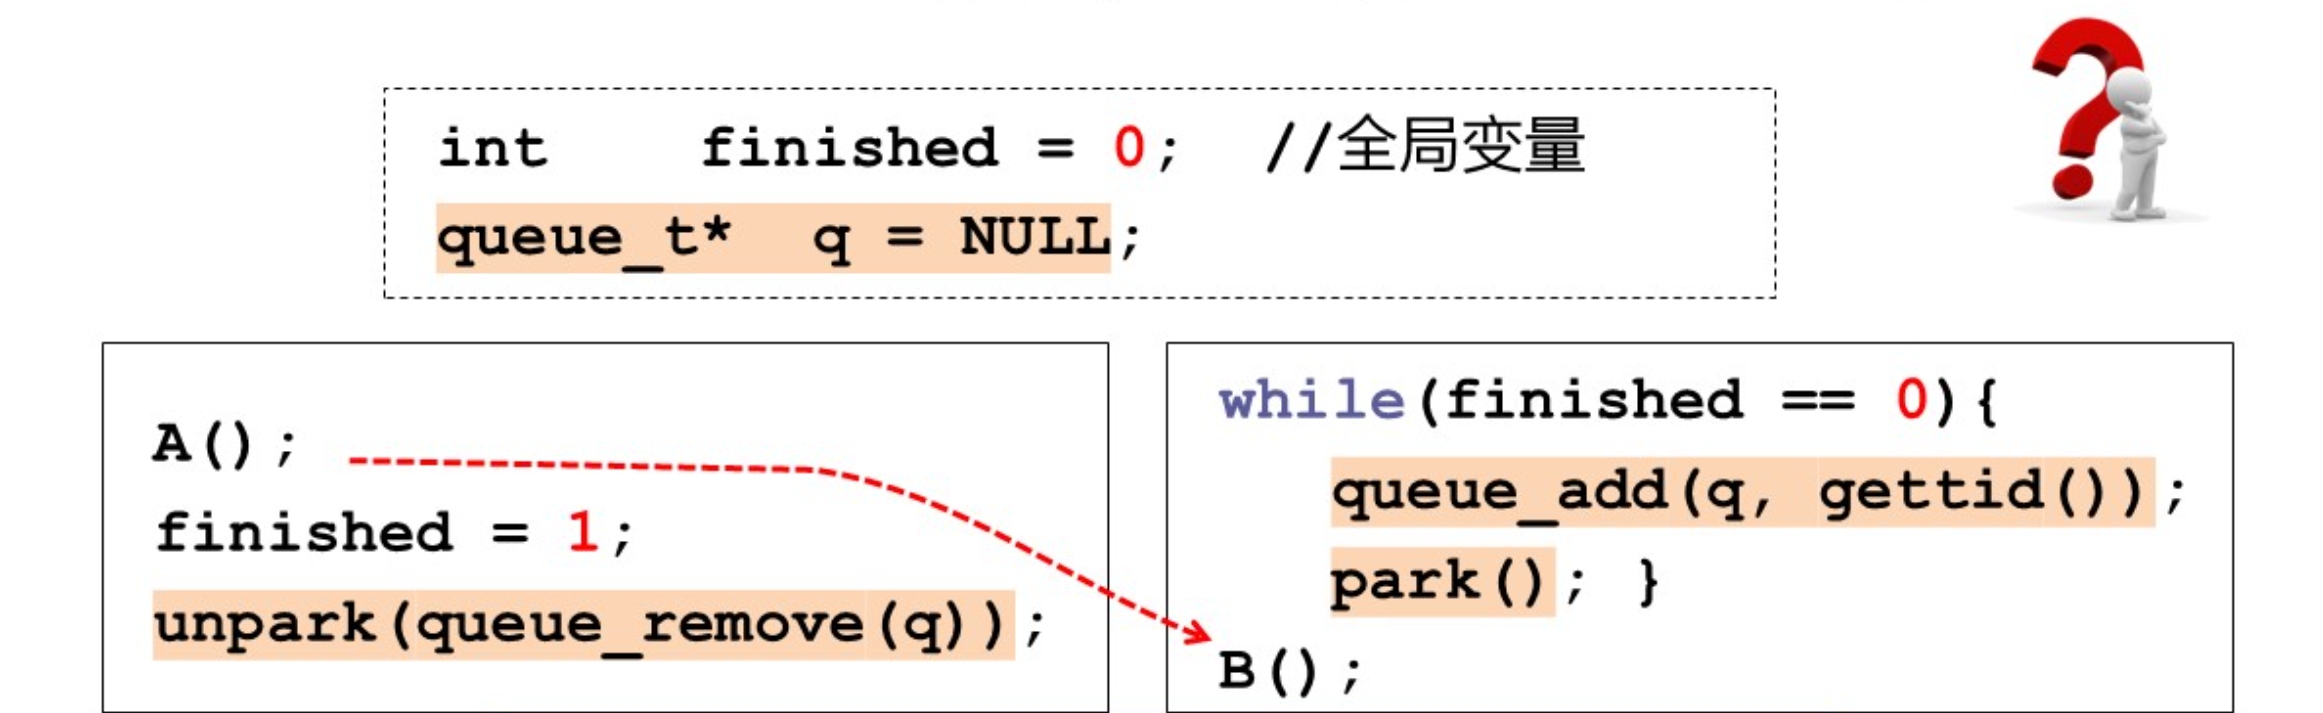 int finished = 0; //全局变量
queue_t* q = NULL;
A();
finished = 1;
unpark(queue_remove(q));
while(finished == 0){
queue_add(q, gettid());
park(); }
B();